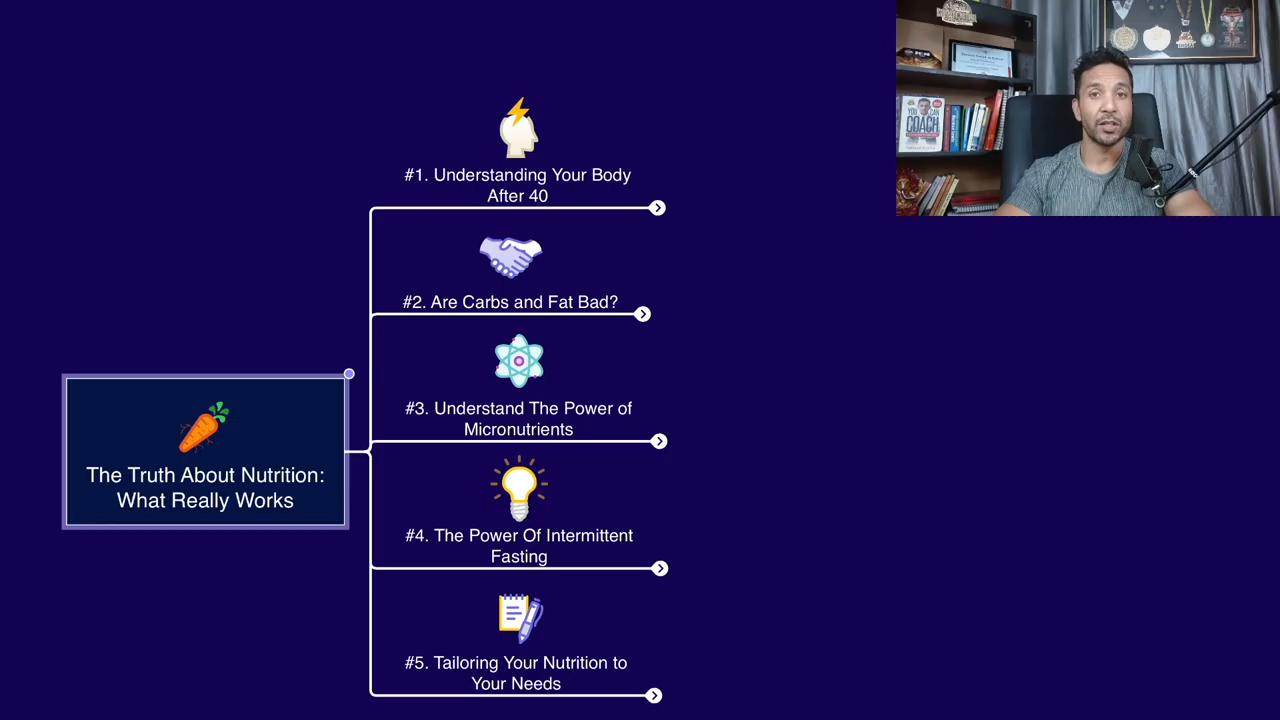 #1. Understanding Your Body
After 40
#2. Are Carbs and Fat Bad?
#3. Understand The Power of
Micronutrients
The Truth About Nutrition:
What Really Works
#4. The Power Of Intermittent
Fasting
#5. Tailoring Your Nutrition to
Your Needs
YOU
CAN
COACH